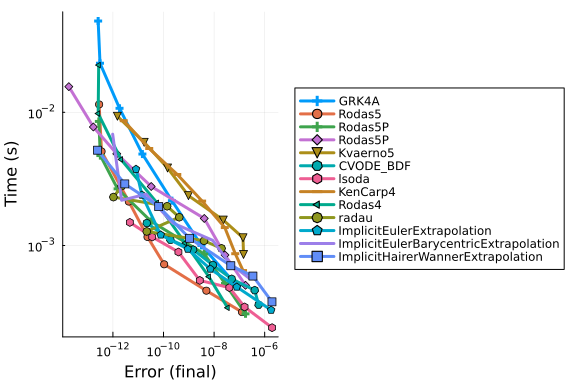 Time (s)
10⁻²
10⁻³
10⁻¹²
10⁻¹⁰
10⁻⁸
10⁻⁶
Error (final)
GRK4A
Rodas5
Rodas5P
Rodas5P
Kvaerno5
CVODE_BDF
lsoda
KenCarp4
Rodas4
radau
ImplicitEulerExtrapolation
ImplicitEulerBarycentricExtrapolation
ImplicitHairerWannerExtrapolation